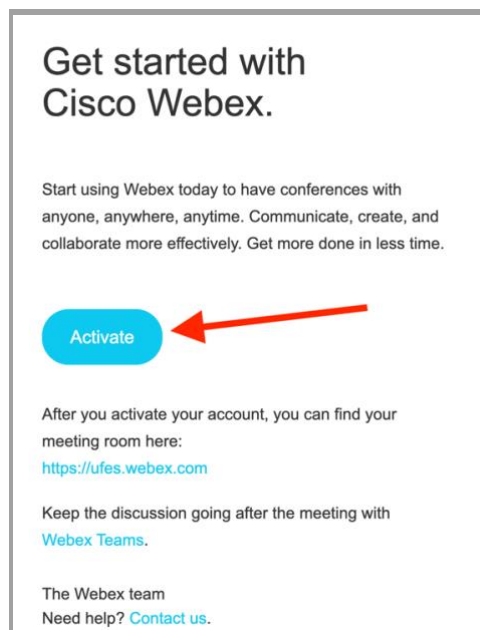 Get started with
Cisco Webex.
Start using Webex today to have conferences with
anyone, anywhere, anytime. Communicate, create, and
collaborate more effectively. Get more done in less time.
Activate
After you activate your account, you can find your
meeting room here:
https://ufes.webex.com
Keep the discussion going after the meeting with
Webex Teams.
The Webex team
Need help? Contact us.